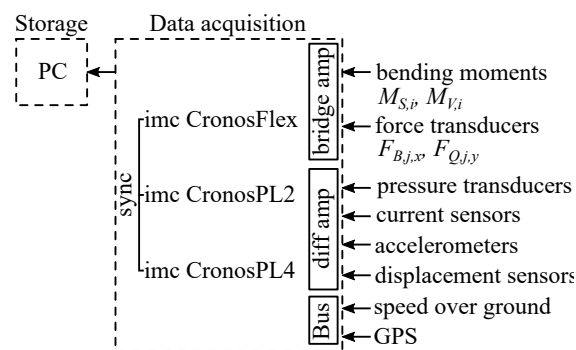 Storage
Data acquisition
PC
bridge amp
bending moments
M_{S,i}, M_{V,i}
imc CronosFlex
force transducers
F_{B,j,x}, F_{Q,j,y}
sync
imc CronosPL2
diff amp
pressure transducers
current sensors
accelerometers
imc CronosPL4
displacement sensors
Bus
speed over ground
GPS